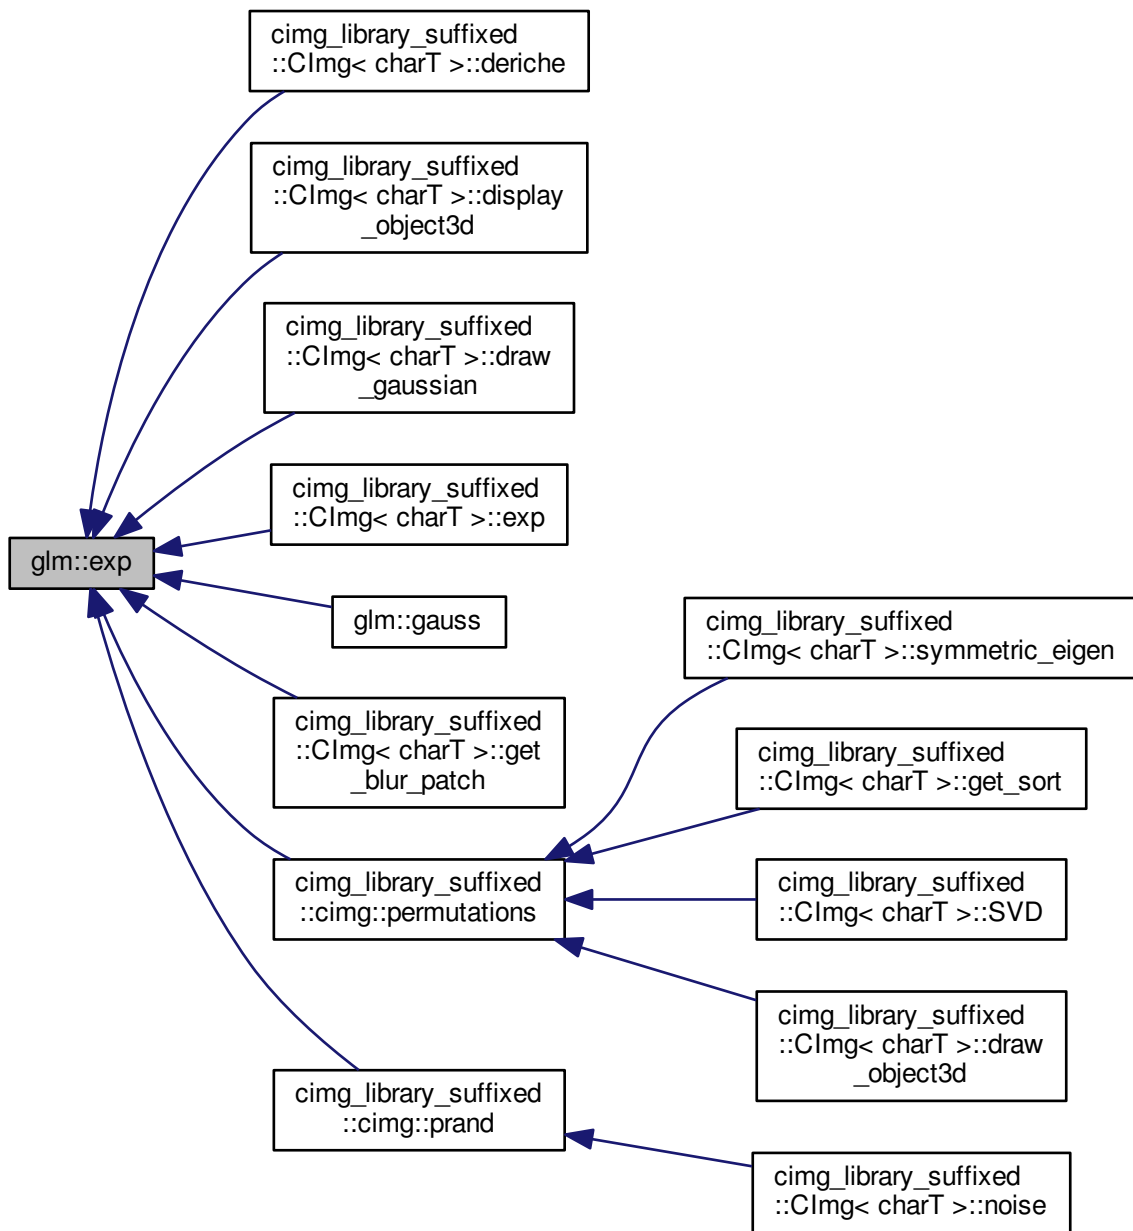 cimg_library_suffixed
::CImg< charT >::deriche
cimg_library_suffixed
::CImg< charT >::display
_object3d
cimg_library_suffixed
::CImg< charT >::draw
_gaussian
cimg_library_suffixed
::CImg< charT >::exp
glm::exp
glm::gauss
cimg_library_suffixed
::CImg< charT >::symmetric_eigen
cimg_library_suffixed
::CImg< charT >::get
_blur_patch
cimg_library_suffixed
::CImg< charT >::get_sort
cimg_library_suffixed
::cimg::permutations
cimg_library_suffixed
::CImg< charT >::SVD
cimg_library_suffixed
::CImg< charT >::draw
_object3d
cimg_library_suffixed
::cimg::prand
cimg_library_suffixed
::CImg< charT >::noise